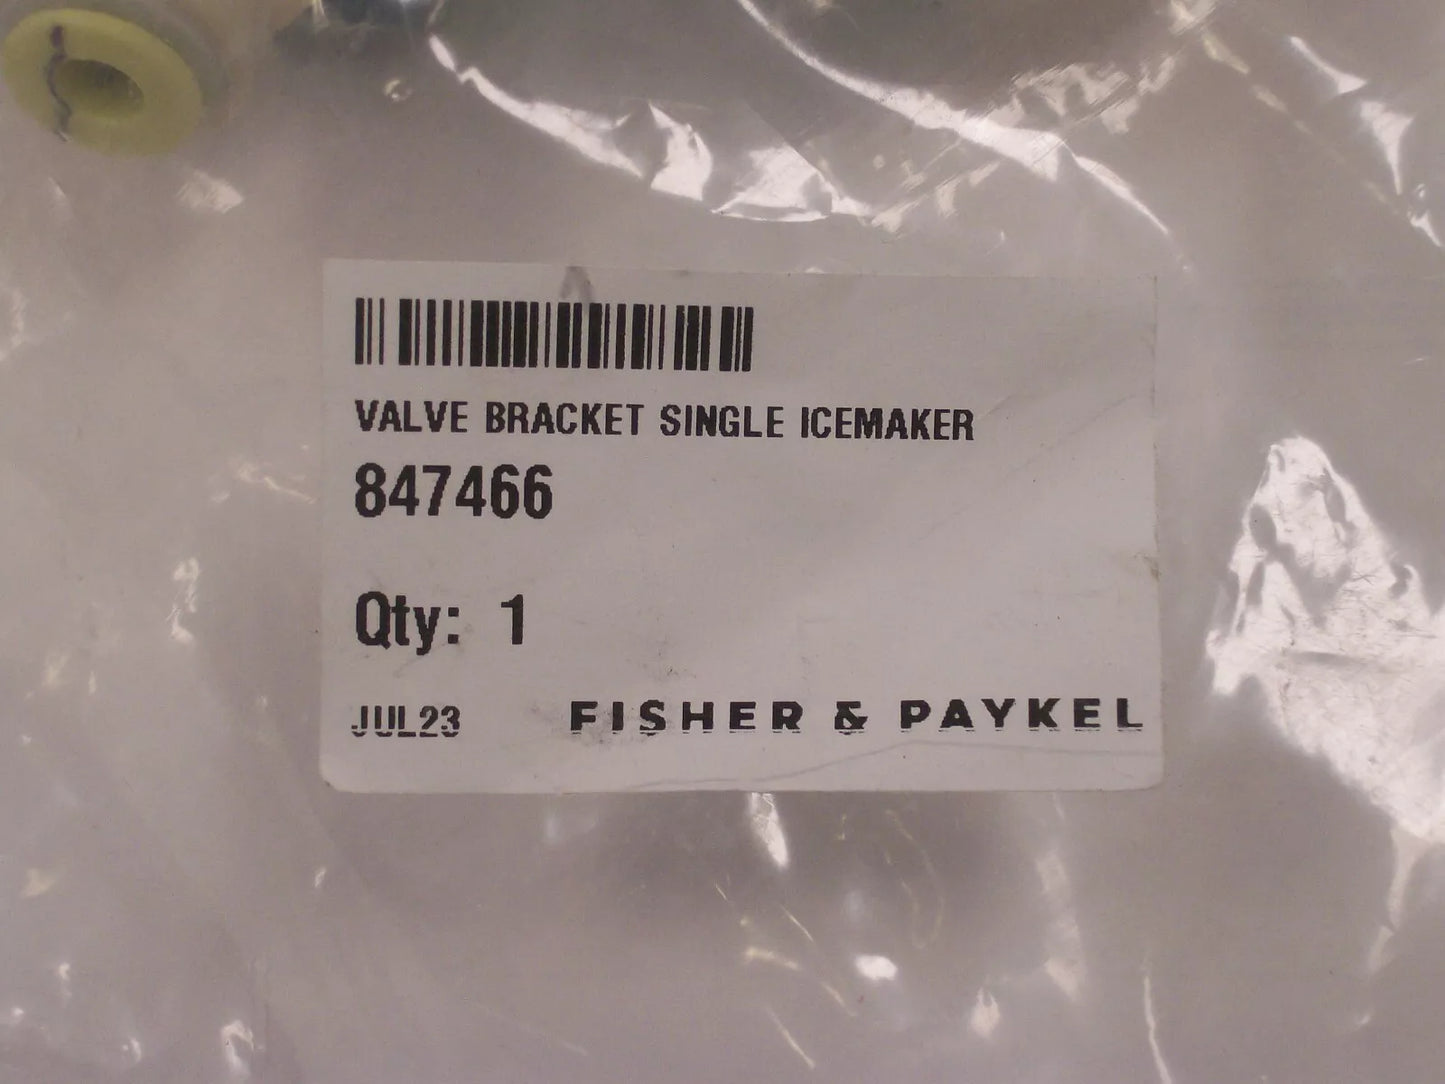 VALVE BRACKET SINGLE ICEMAKER
847466
Qty: 1
JUL23 FISHER & PAYKEL